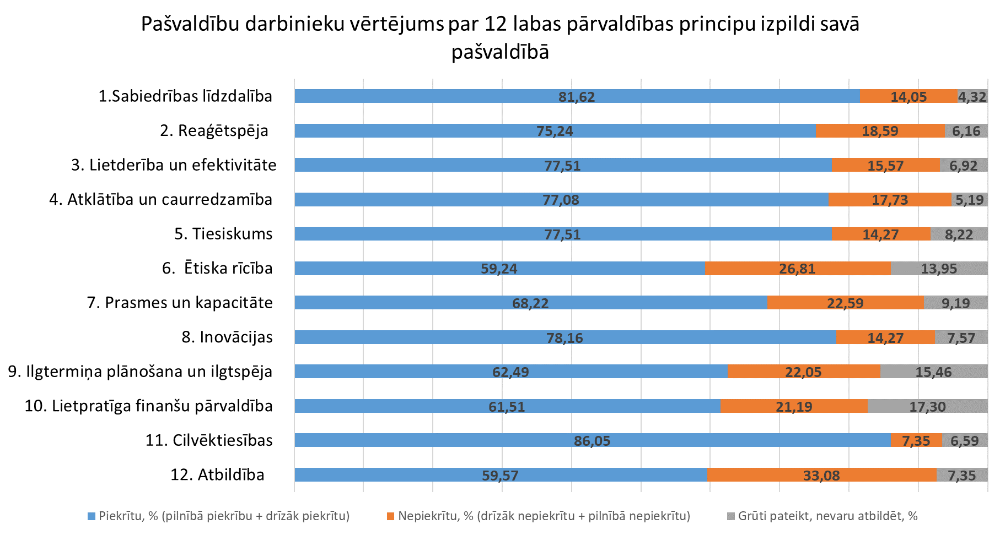 Pašvaldību darbinieku vērtējums par 12 labas pārvaldības principu izpildi savā
pašvaldībā
1.Sabiedrības līdzdalība 81,62 14,05 4,32
2. Reaģētspēja 75,24 18,59 6,16
3. Lietderība un efektivitāte 77,51 15,57 6,92
4. Atklātība un caurredzamība 77,08 17,73 5,19
5. Tiesiskums 77,51 14,27 8,22
6. Ētiska rīcība 59,24 26,81 13,95
7. Prasmes un kapacitāte 68,22 22,59 9,19
8. Inovācijas 78,16 14,27 7,57
9. Ilgtermiņa plānošana un ilgtspēja 62,49 22,05 15,46
10. Lietpratīga finanšu pārvaldība 61,51 21,19 17,30
11. Cilvēktiesības 86,05 7,35 6,59
12. Atbildība 59,57 33,08 7,35
Piekrītu, % (pilnībā piekrību + drīzāk piekrītu) Nepiekrītu, % (drīzāk nepiekrītu + pilnībā nepiekrītu) Grūti pateikt, nevaru atbildēt, %